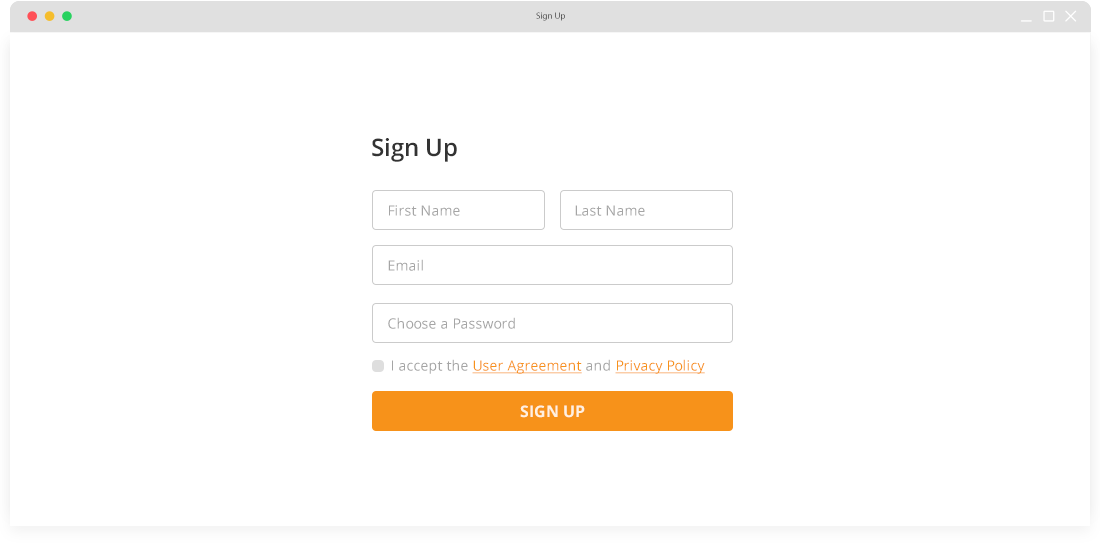 Sign Up
Sign Up
First Name Last Name
Email
Choose a Password
I accept the User Agreement and Privacy Policy
SIGN UP